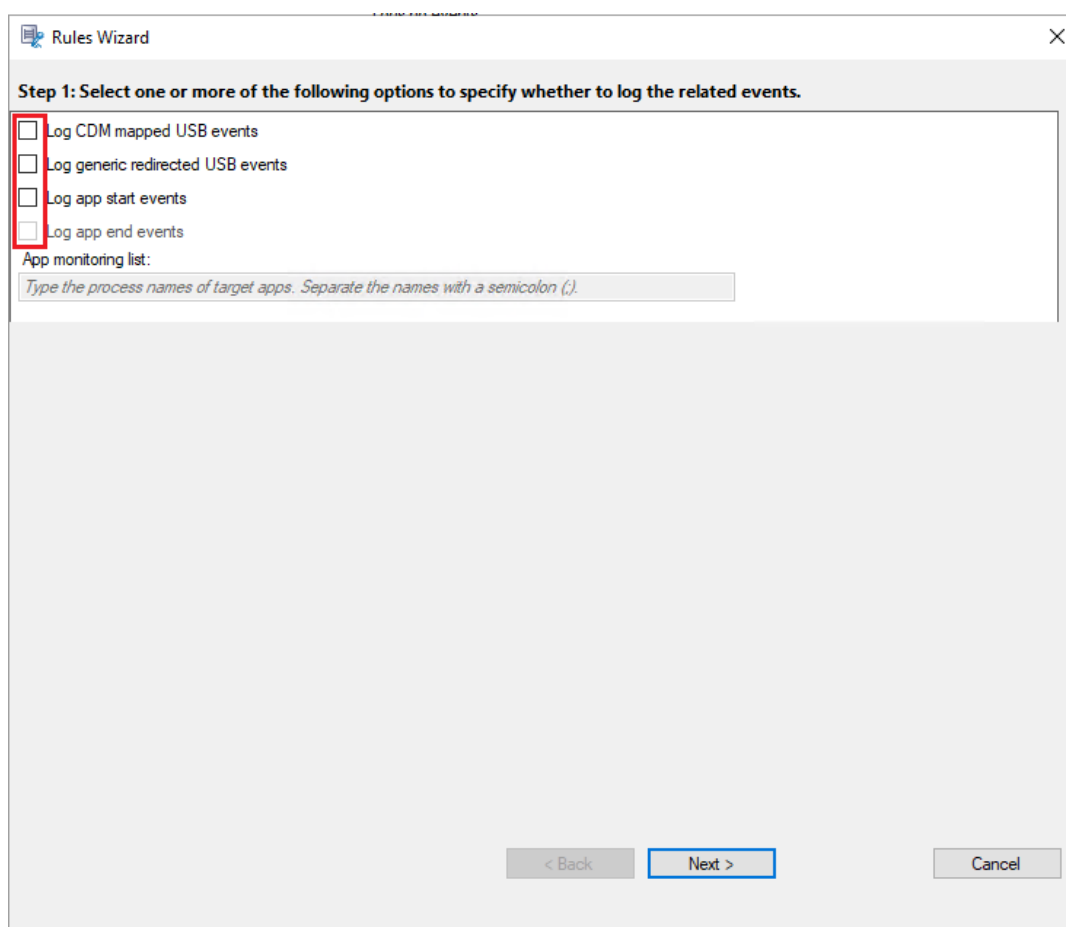 Rules Wizard
Step 1: Select one or more of the following options to specify whether to log the related events.
Log CDM mapped USB events
Log generic redirected USB events
Log app start events
Log app end events
App monitoring list:
Type the process names of target apps. Separate the names with a semicolon (;).
< Back
Next >
Cancel